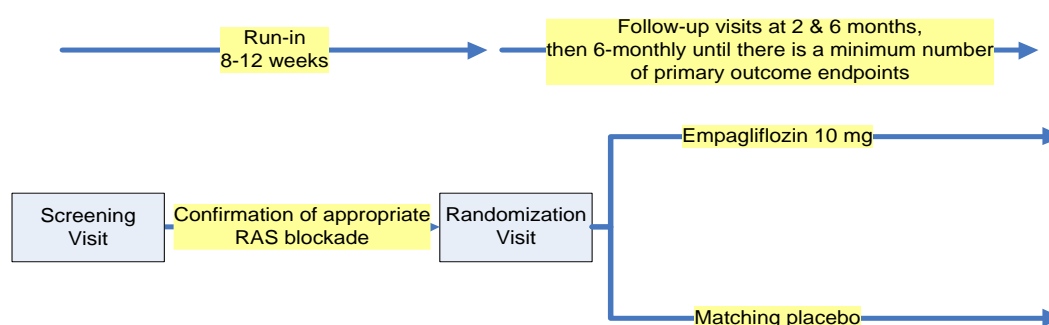 Run-in
8-12 weeks
Follow-up visits at 2 & 6 months,
then 6-monthly until there is a minimum number
of primary outcome endpoints
Empagliflozin 10 mg
Screening
Visit
Confirmation of appropriate
RAS blockade
Randomization
Visit
Matching placebo